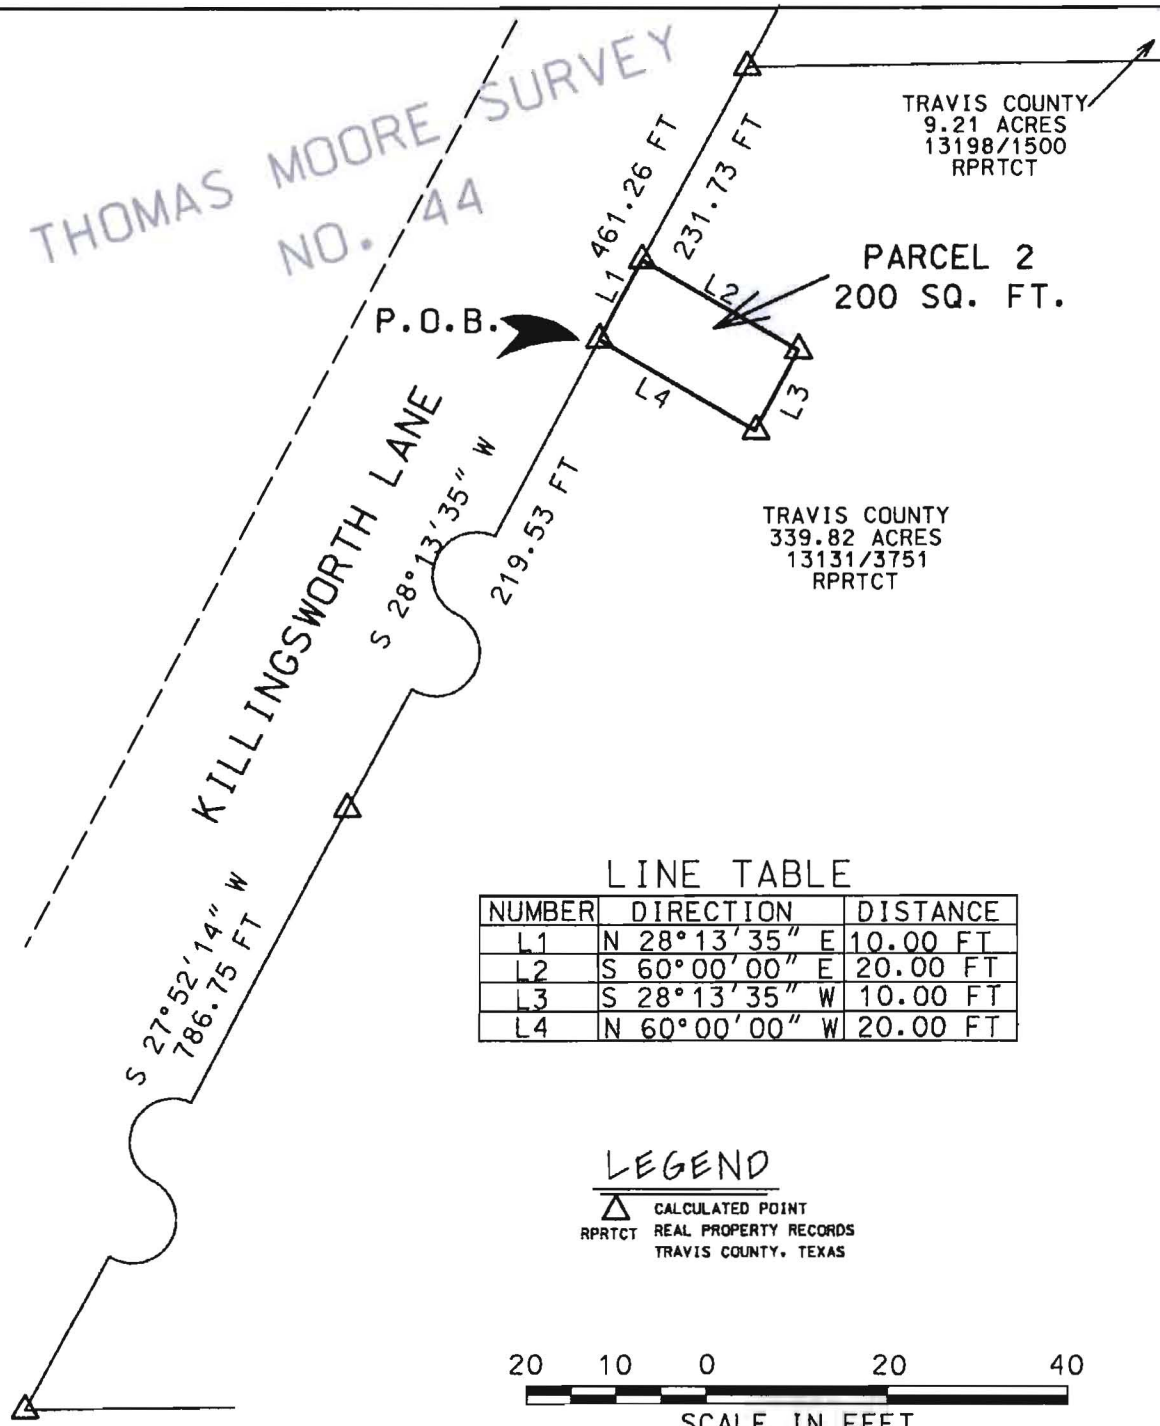 THOMAS MOORE SURVEY
NO. 44
TRAVIS COUNTY
9.21 ACRES
13198/1500
RPRTCT
461.26 FT
231.73 FT
PARCEL 2
200 SQ. FT.
P.O.B.
L1
L2
L3
L4
KILLINGSWORTH LANE
S 28°13'35" W
219.53 FT
TRAVIS COUNTY
339.82 ACRES
13131/3751
RPRTCT
S 27°52'14" W
786.75 FT
LINE TABLE
NUMBER DIRECTION DISTANCE
L1 N 28°13'35" E 10.00 FT
L2 S 60°00'00" E 20.00 FT
L3 S 28°13'35" W 10.00 FT
L4 N 60°00'00" W 20.00 FT
LEGEND
CALCULATED POINT
RPRTCT REAL PROPERTY RECORDS
TRAVIS COUNTY, TEXAS
20 10 0 20 40
SCALE IN FEET